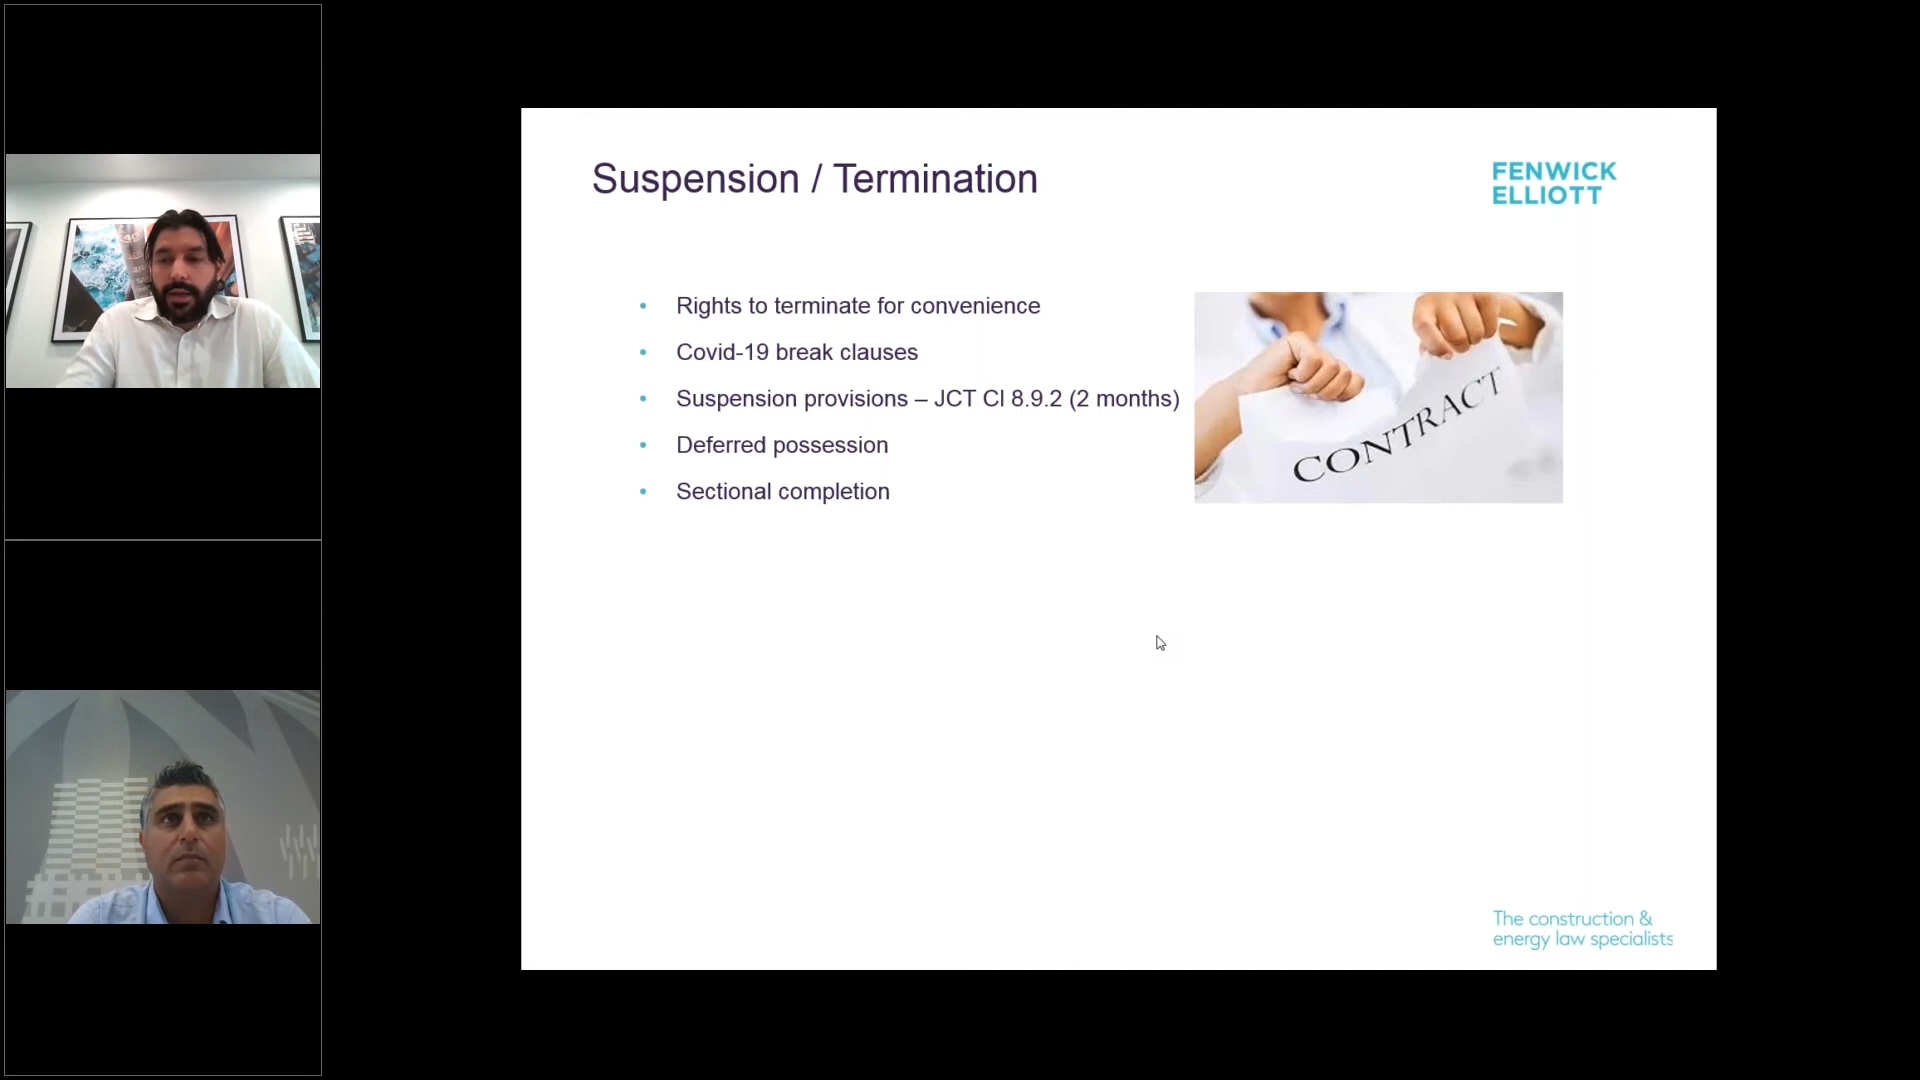 Suspension / Termination
FENWICK
ELLIOTT
• Rights to terminate for convenience
• Covid-19 break clauses
• Suspension provisions – JCT Cl 8.9.2 (2 months)
• Deferred possession
• Sectional completion
CONTRACT
The construction &
energy law specialists